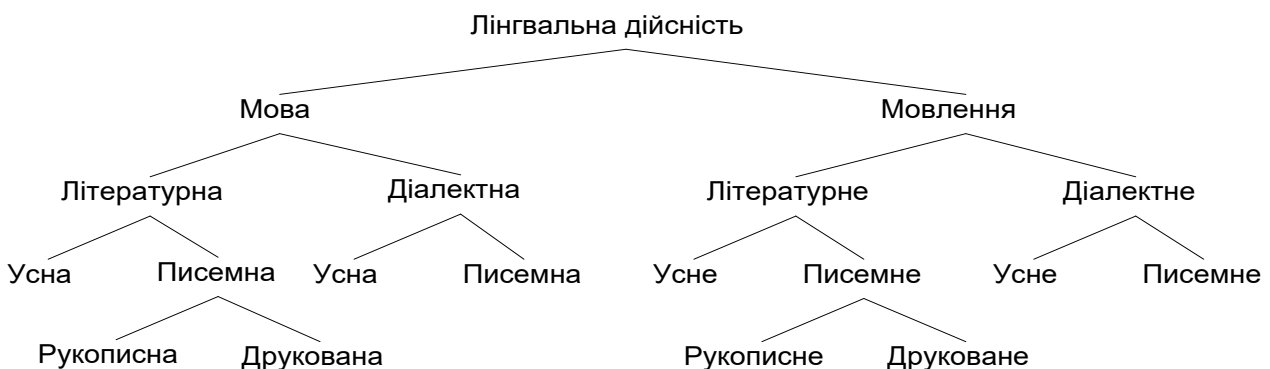 Лінгвальна дійсність
Мова Мовлення
Літературна Діалектна Літературне Діалектне
Усна Писемна Усна Писемна Усне Писемне Усне Писемне
Рукописна Друкована Рукописне Друковане